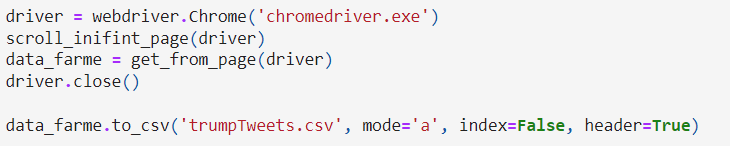 driver = webdriver.Chrome('chromedriver.exe')
scroll_inifint_page(driver)
data_farme = get_from_page(driver)
driver.close()
data_farme.to_csv('trumpTweets.csv', mode='a', index=False, header=True)